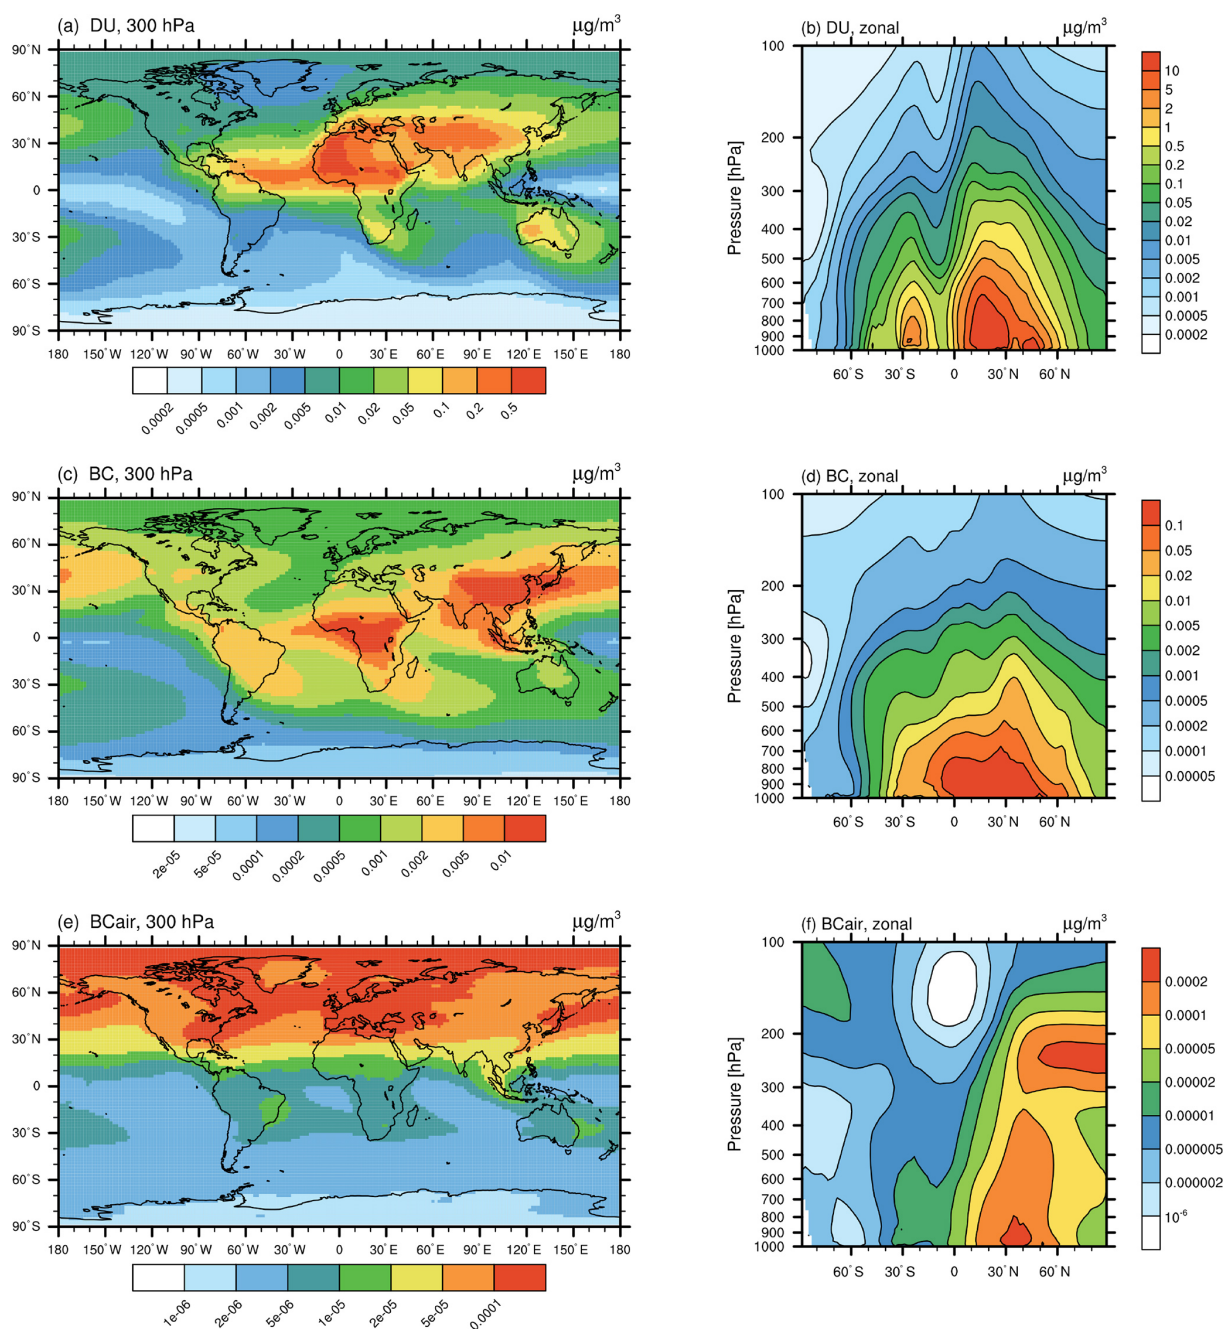 (a) DU, 300 hPa μg/m³
90°N
60°N
30°N
0
30°S
60°S
90°S
180 150°W 120°W 90°W 60°W 30°W 0 30°E 60°E 90°E 120°E 150°E 180
0.0002 0.0005 0.001 0.002 0.005 0.01 0.02 0.05 0.1 0.2 0.5
(b) DU, zonal μg/m³
Pressure [hPa]
100
200
300
400
500
700
800
900
1000
60°S 30°S 0 30°N 60°N
10
5
2
1
0.5
0.2
0.1
0.05
0.02
0.01
0.005
0.002
0.001
0.0005
0.0002
(c) BC, 300 hPa μg/m³
90°N
60°N
30°N
0
30°S
60°S
90°S
180 150°W 120°W 90°W 60°W 30°W 0 30°E 60°E 90°E 120°E 150°E 180
2e-05 5e-05 0.0001 0.0002 0.0005 0.001 0.002 0.005 0.01
(d) BC, zonal μg/m³
Pressure [hPa]
100
200
300
400
500
600
700
800
900
1000
60°S 30°S 0 30°N 60°N
0.1
0.05
0.02
0.01
0.005
0.002
0.001
0.0005
0.0002
0.0001
0.00005
(e) BCair, 300 hPa μg/m³
90°N
60°N
30°N
0
30°S
60°S
90°S
180 150°W 120°W 90°W 60°W 30°W 0 30°E 60°E 90°E 120°E 150°E 180
1e-06 2e-06 5e-06 1e-05 2e-05 5e-05 0.0001
(f) BCair, zonal μg/m³
Pressure [hPa]
100
200
300
400
500
600
700
800
900
1000
60°S 30°S 0 30°N 60°N
0.0002
0.0001
0.00005
0.00002
0.00001
0.000005
0.000002
10⁻⁶